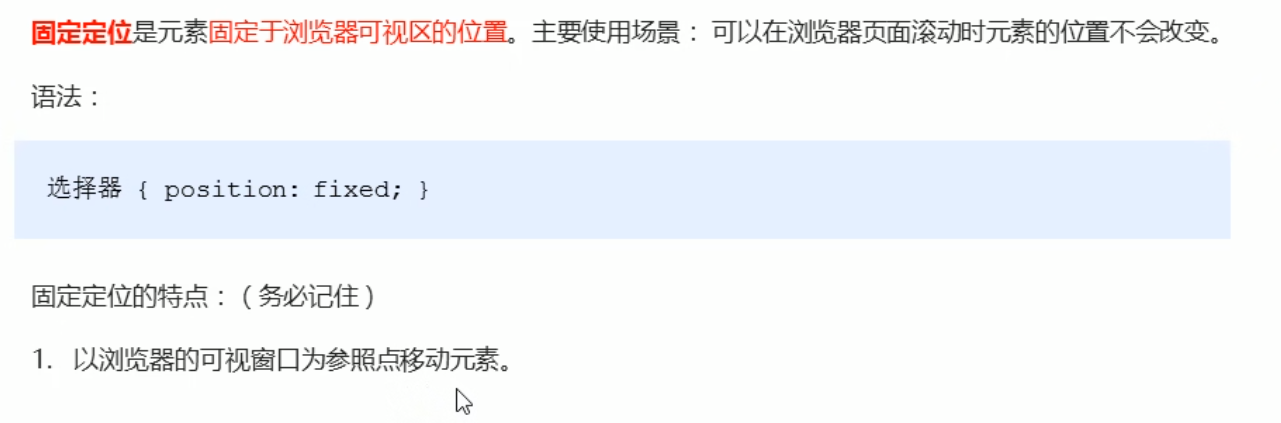 固定定位是元素固定于浏览器可视区的位置。主要使用场景： 可以在浏览器页面滚动时元素的位置不会改变。
语法：
选择器 { position: fixed; }
固定定位的特点：（务必记住）
1. 以浏览器的可视窗口为参照点移动元素。